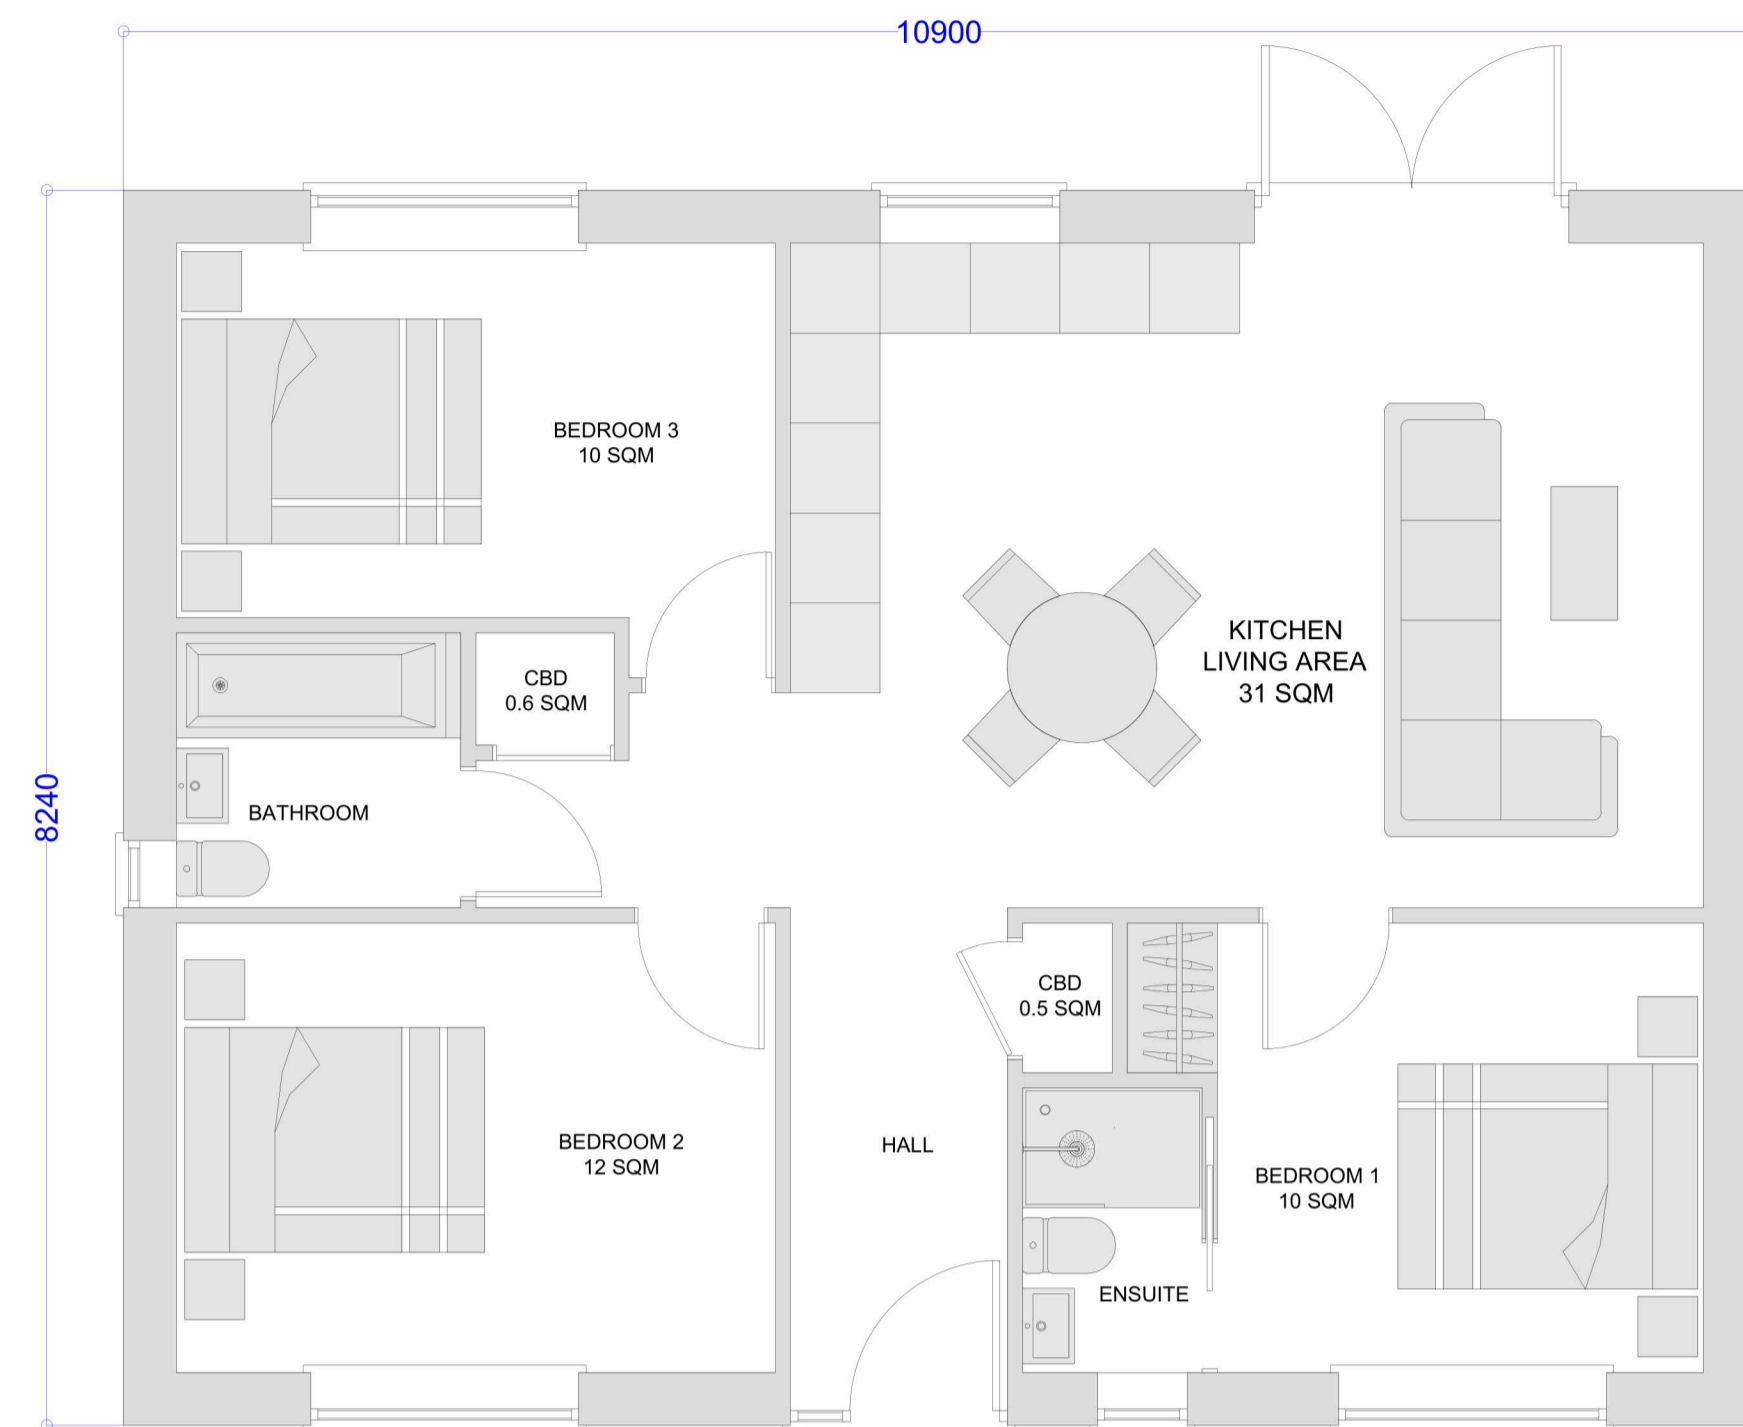 10900
8240
BEDROOM 3
10 SQM
CBD
0.6 SQM
KITCHEN
LIVING AREA
31 SQM
BATHROOM
CBD
0.5 SQM
BEDROOM 2
12 SQM
HALL
BEDROOM 1
10 SQM
ENSUITE